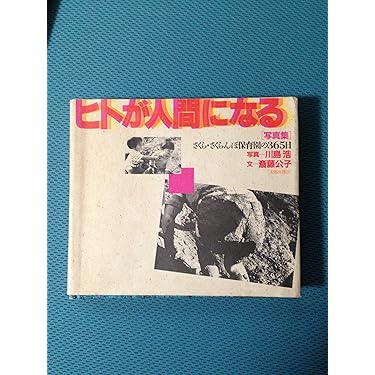 ヒトが人間になる
[写真集]
さくら・さくらんぼ保育園の365日
写真—川島 浩
文—斎藤公子